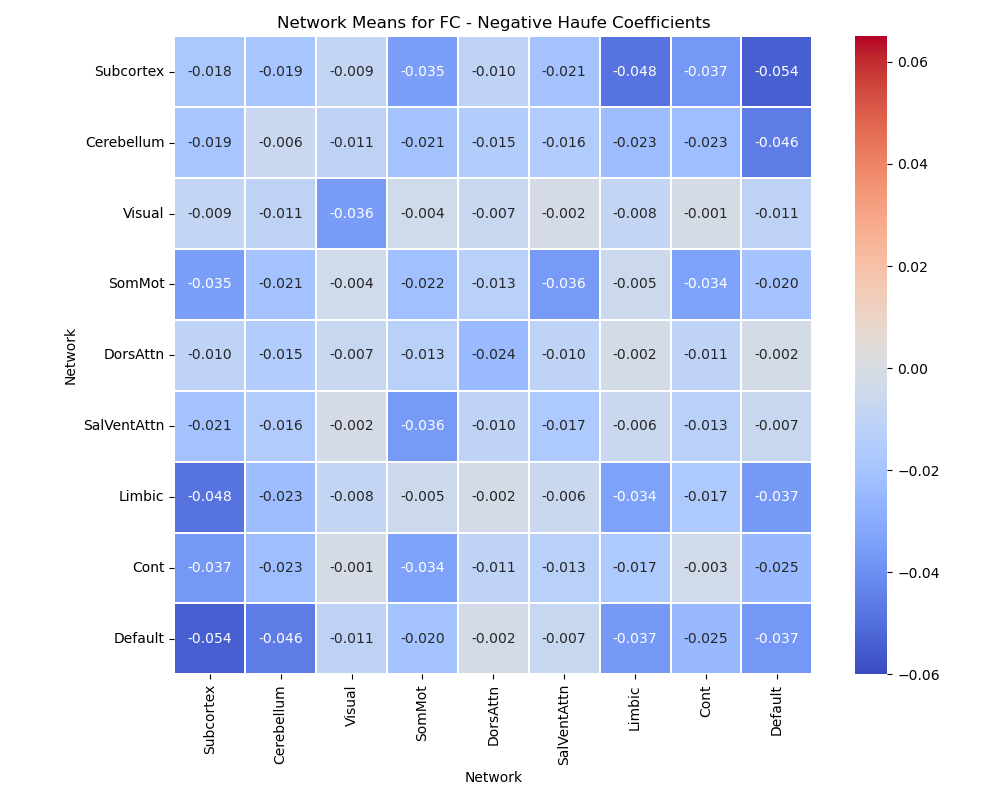 Network Means for FC - Negative Haufe Coefficients
Subcortex -0.018 -0.019 -0.009 -0.035 -0.010 -0.021 -0.048 -0.037 -0.054
Cerebellum -0.019 -0.006 -0.011 -0.021 -0.015 -0.016 -0.023 -0.023 -0.046
Visual -0.009 -0.011 -0.036 -0.004 -0.007 -0.002 -0.008 -0.001 -0.011
SomMot -0.035 -0.021 -0.004 -0.022 -0.013 -0.036 -0.005 -0.034 -0.020
DorsAttn -0.010 -0.015 -0.007 -0.013 -0.024 -0.010 -0.002 -0.011 -0.002
SalVentAttn -0.021 -0.016 -0.002 -0.036 -0.010 -0.017 -0.006 -0.013 -0.007
Limbic -0.048 -0.023 -0.008 -0.005 -0.002 -0.006 -0.034 -0.017 -0.037
Cont -0.037 -0.023 -0.001 -0.034 -0.011 -0.013 -0.017 -0.003 -0.025
Default -0.054 -0.046 -0.011 -0.020 -0.002 -0.007 -0.037 -0.025 -0.037
Network
Subcortex Cerebellum Visual SomMot DorsAttn SalVentAttn Limbic Cont Default
Network
0.06
0.04
0.02
0.00
−0.02
−0.04
−0.06